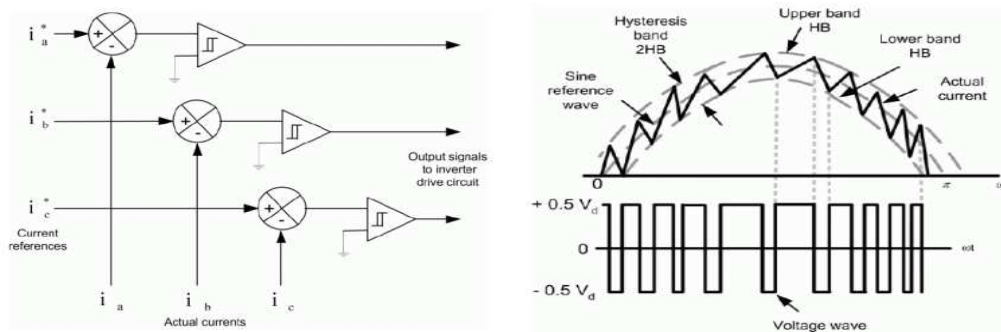 i*a
+
-
i*b
+
-
Output signals
to inverter
drive circuit
i*c
+
-
Current
references
i a
i b
i c
Actual currents
Upper band
HB
Hysteresis
band
2HB
Lower band
HB
Sine
reference
wave
Actual
current
0
π
+ 0.5 Vd
0
ωt
- 0.5 Vd
Voltage wave